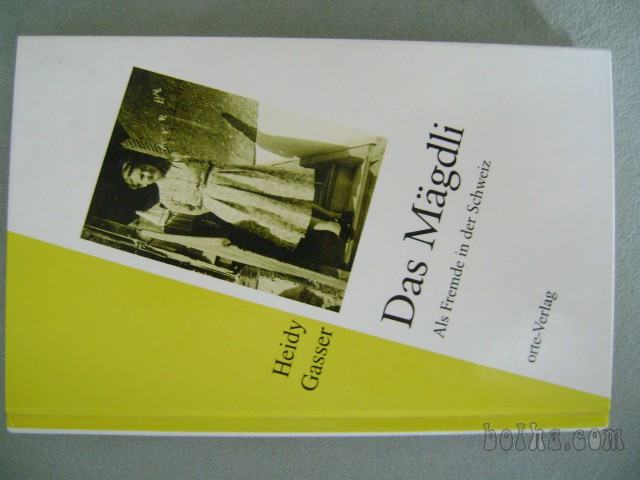 Heidy
Gasser
Das Mägdli
Als Fremde in der Schweiz
orte-Verlag
bolha.com